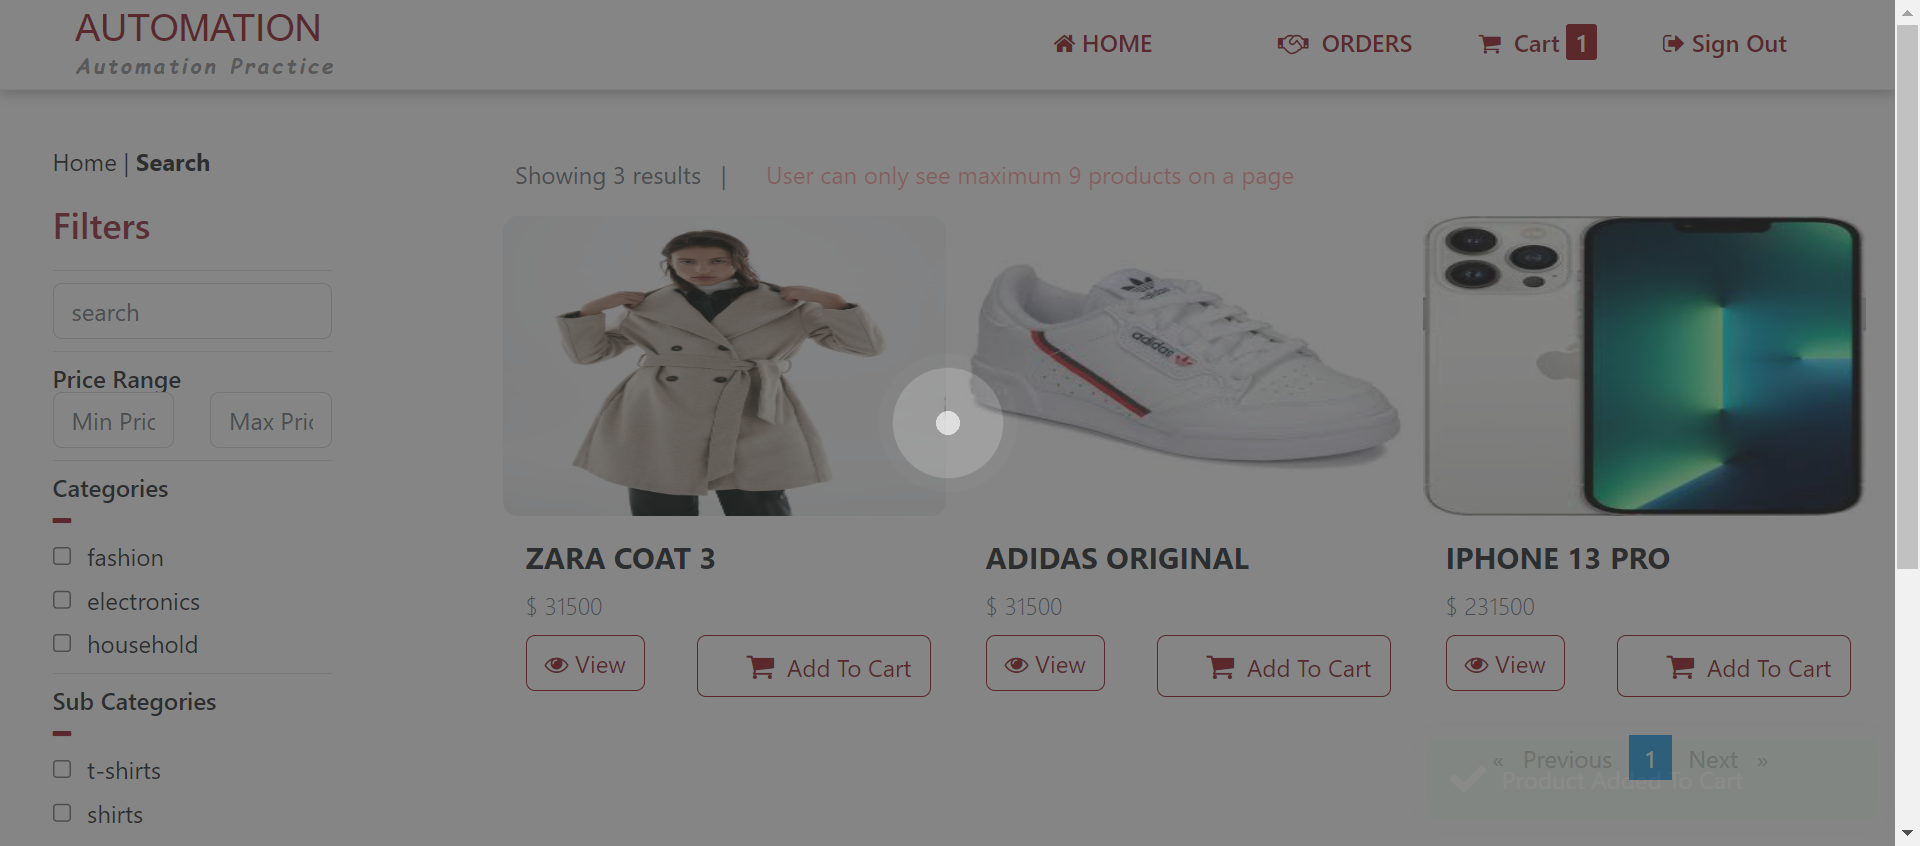 AUTOMATION
Automation Practice
HOME
ORDERS
Cart 1
Sign Out
Home | Search
Showing 3 results |
User can only see maximum 9 products on a page
Filters
search
Price Range
Min Pric
Max Pric
Categories
fashion
electronics
household
Sub Categories
t-shirts
shirts
adidas
adidas
ZARA COAT 3
$ 31500
View
Add To Cart
ADIDAS ORIGINAL
$ 31500
View
Add To Cart
IPHONE 13 PRO
$ 231500
View
Add To Cart
« Previous 1 Next »
Product Added To Cart